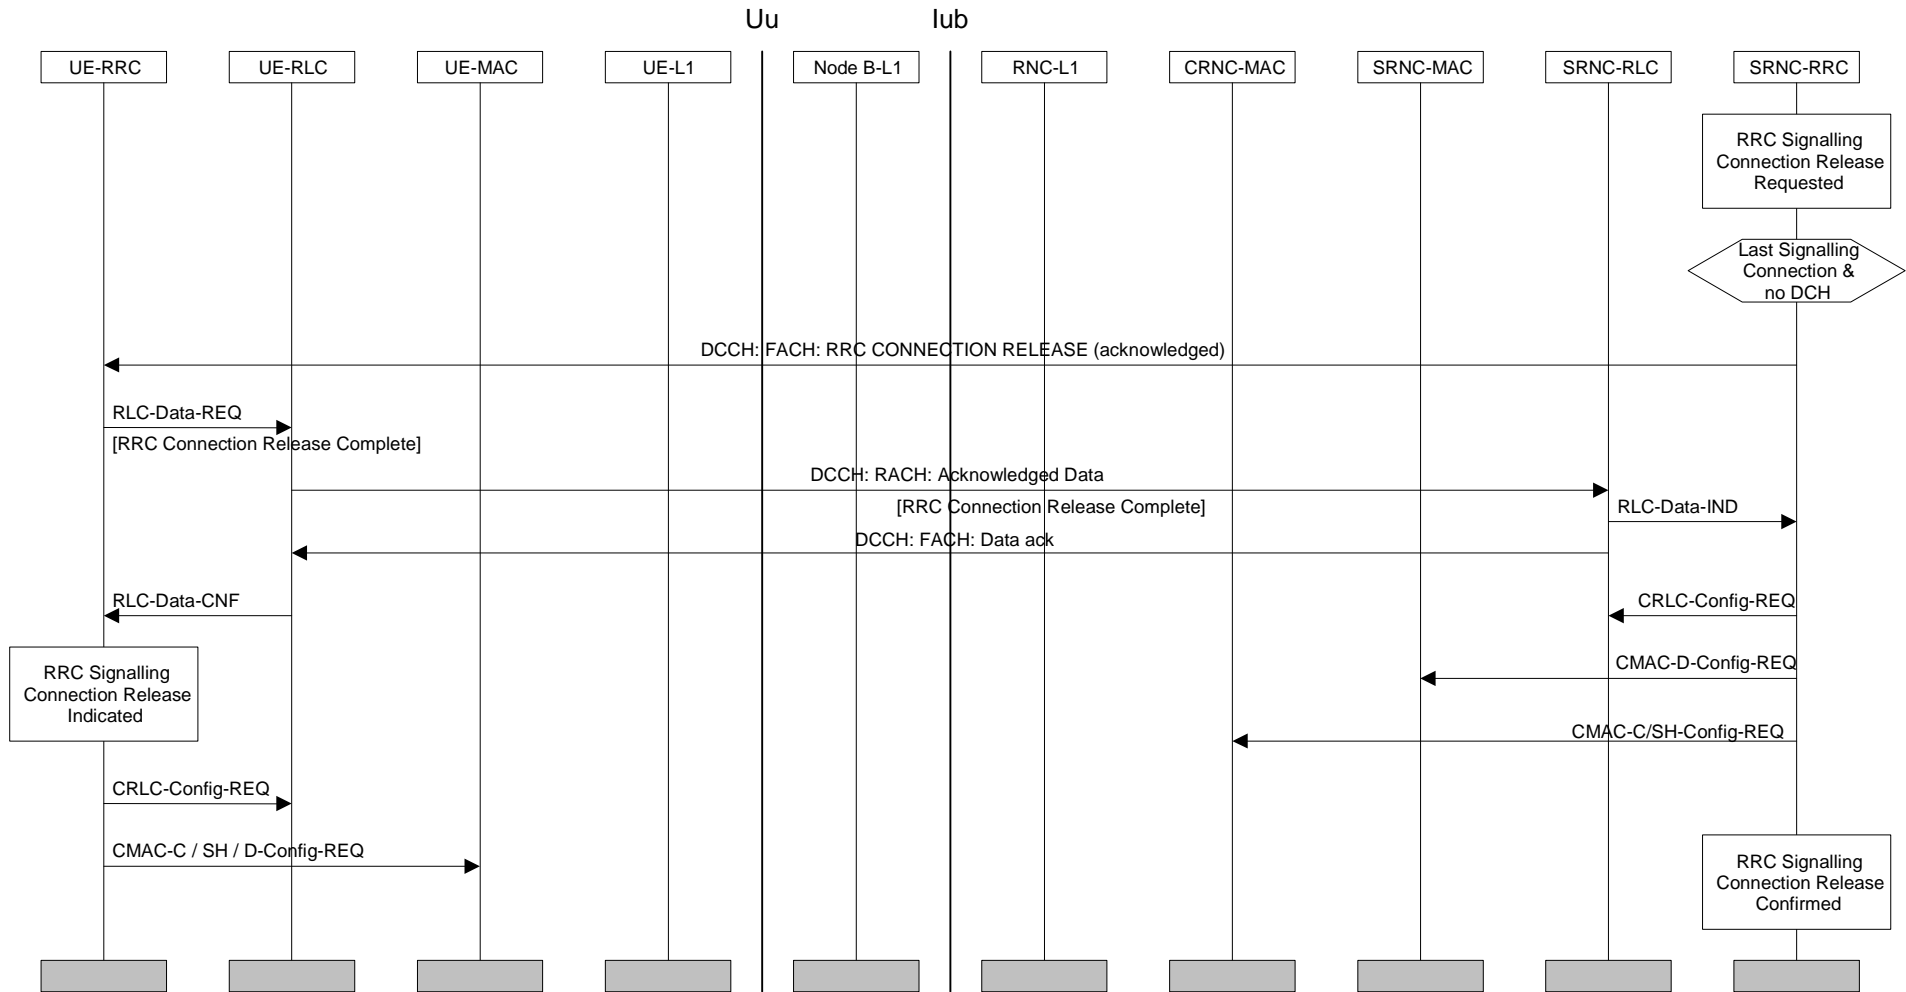 Uu
Iub
UE-RRC
UE-RLC
UE-MAC
UE-L1
Node B-L1
RNC-L1
CRNC-MAC
SRNC-MAC
SRNC-RLC
SRNC-RRC
RRC Signalling
Connection Release
Requested
Last Signalling
Connection &
no DCH
DCCH: FACH: RRC CONNECTION RELEASE (acknowledged)
RLC-Data-REQ
[RRC Connection Release Complete]
DCCH: RACH: Acknowledged Data
[RRC Connection Release Complete]
RLC-Data-IND
DCCH: FACH: Data ack
RLC-Data-CNF
CRLC-Config-REQ
RRC Signalling
Connection Release
Indicated
CMAC-D-Config-REQ
CMAC-C/SH-Config-REQ
CRLC-Config-REQ
CMAC-C / SH / D-Config-REQ
RRC Signalling
Connection Release
Confirmed